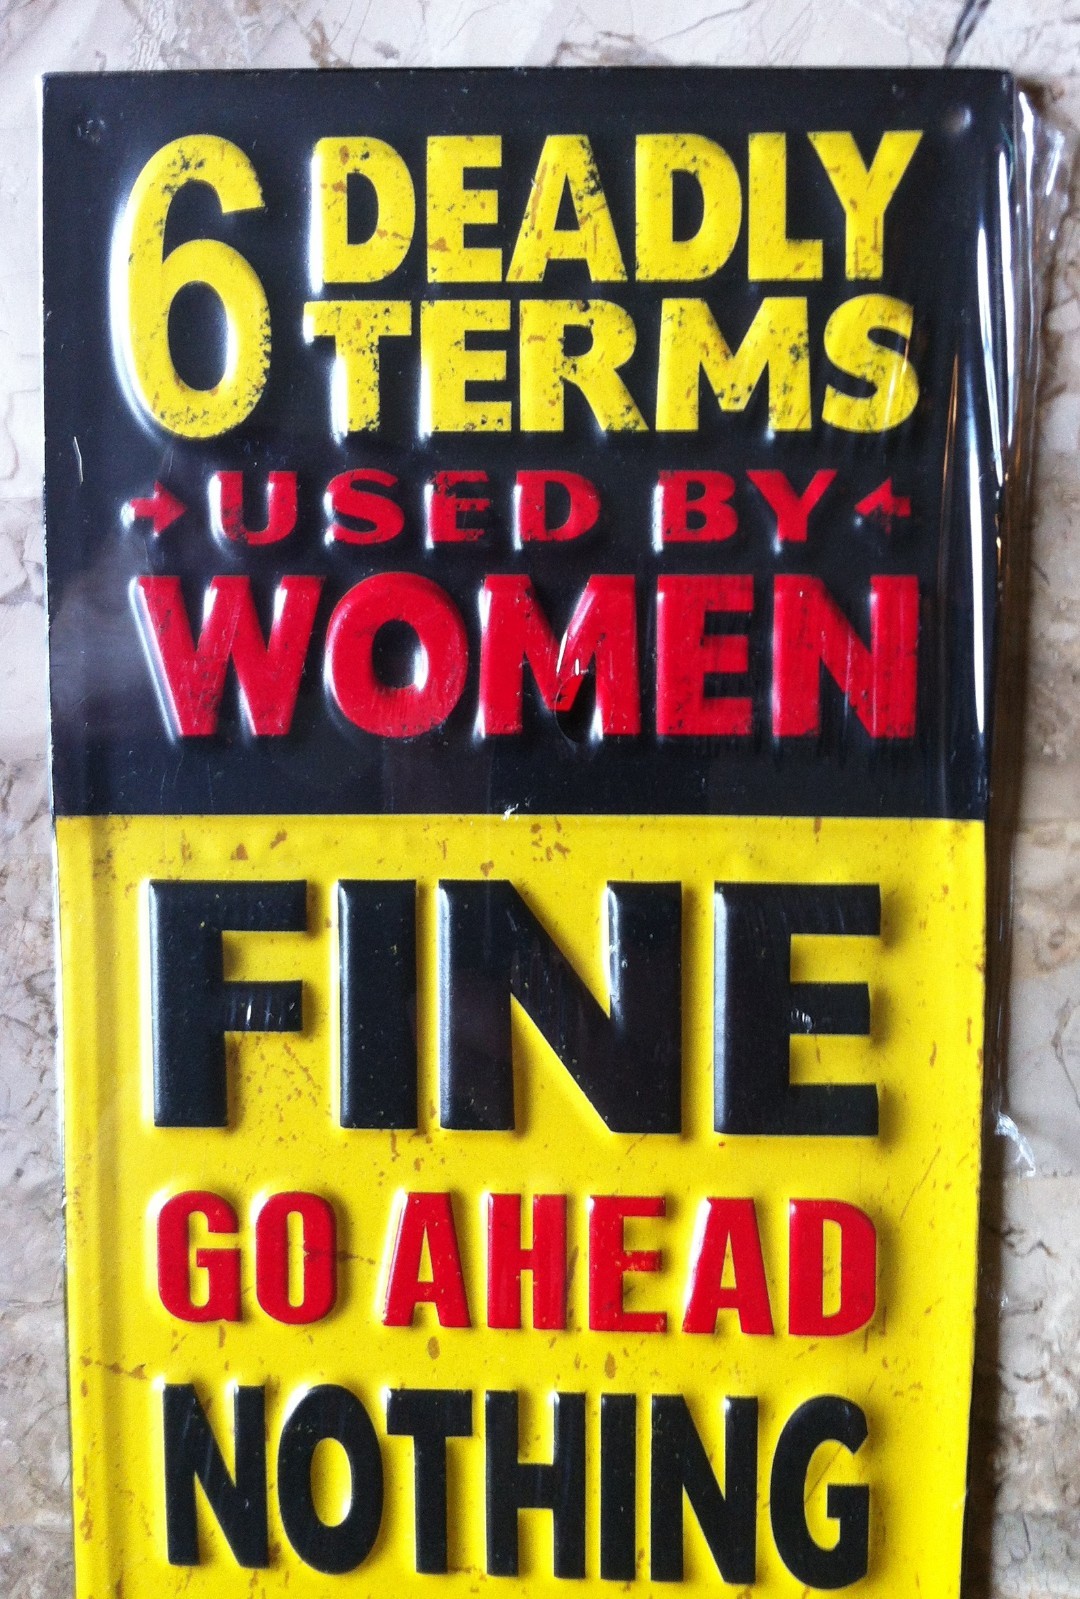 6 DEADLY
TERMS
USED BY
WOMEN
FINE
GO AHEAD
NOTHING